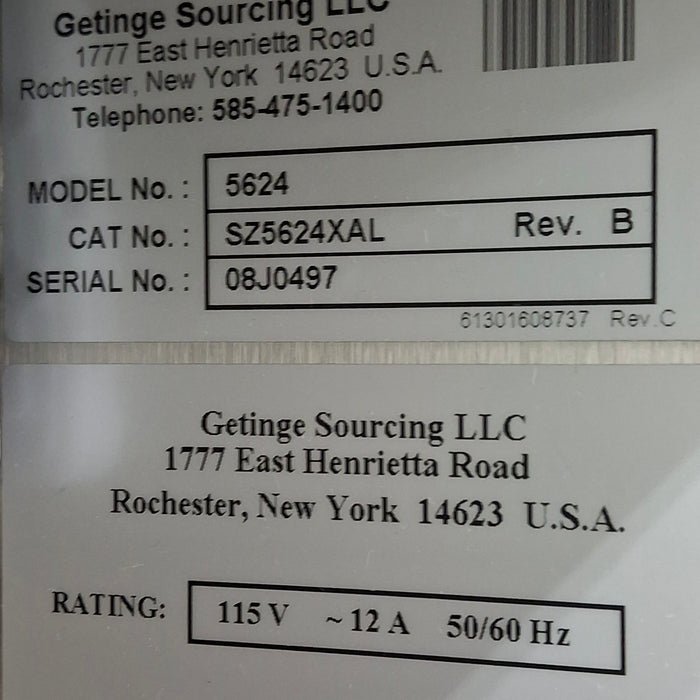 Getinge Sourcing LLC
1777 East Henrietta Road
Rochester, New York 14623 U.S.A.
Telephone: 585-475-1400
MODEL No. : 5624
CAT No. : SZ5624XAL Rev. B
SERIAL No. : 08J0497
61301608737 Rev.C
Getinge Sourcing LLC
1777 East Henrietta Road
Rochester, New York 14623 U.S.A.
RATING: 115 V ~ 12 A 50/60 Hz